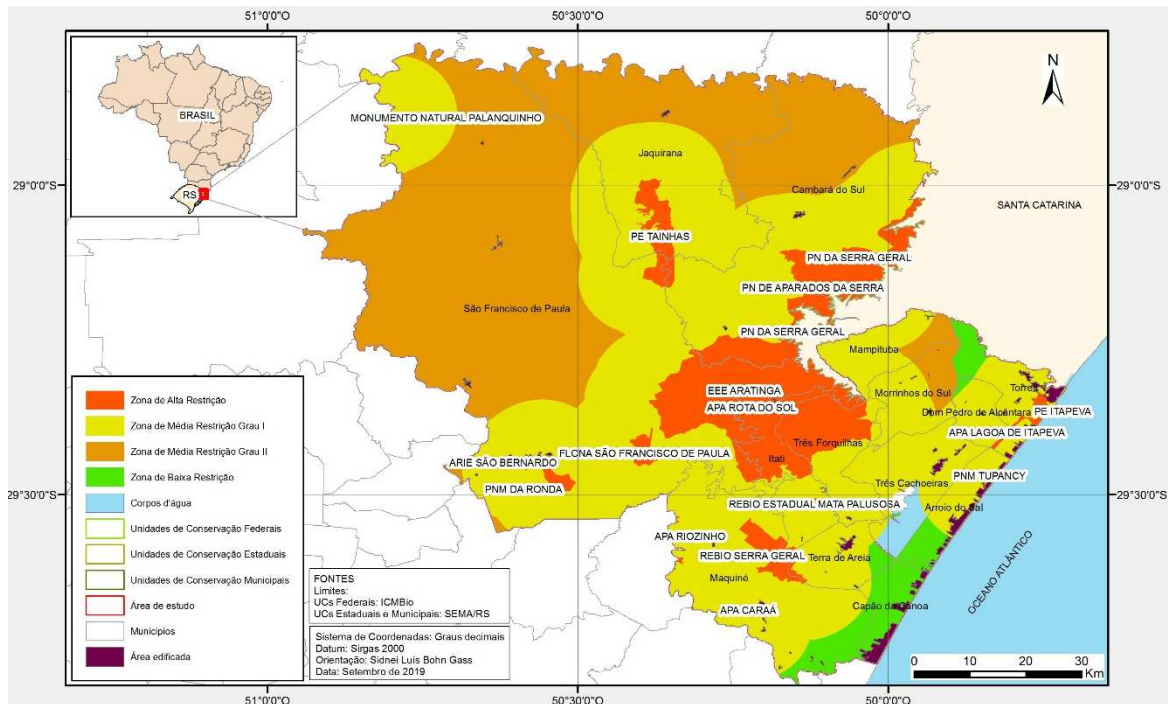 51°0'0"O
50°30'0"O
50°0'0"O
BRASIL
RS
N
MONUMENTO NATURAL PALANQUINHO
Jaquirana
29°0'0"S
29°0'0"S
Cambará do Sul
SANTA CATARINA
PE TAINHAS
PN DA SERRA GERAL
PN DE APARADOS DA SERRA
São Francisco de Paula
PN DA SERRA GERAL
Mampituba
EEE ARATINGA
Morrinhos do Sul
Torres
APA ROTA DO SOL
Dom Pedro de Alcântara
PE ITAPEVA
APA LAGOA DE ITAPEVA
Três Forquilhas
FLONA SÃO FRANCISCO DE PAULA
Itati
ARIE SÃO BERNARDO
PNM TUPANCY
PNM DA RONDA
Três Cachoeiras
29°30'0"S
29°30'0"S
REBIO ESTADUAL MATA PALUSOSA
Arroio do Sal
APA RIOZINHO
REBIO SERRA GERAL
Terra de Areia
Maquiné
APA CARAÁ
Capão da Canoa
OCEANO ATLÂNTICO
Zona de Alta Restrição
Zona de Média Restrição Grau I
Zona de Média Restrição Grau II
Zona de Baixa Restrição
Corpos d'água
Unidades de Conservação Federais
Unidades de Conservação Estaduais
Unidades de Conservação Municipais
Área de estudo
Municípios
Área edificada
FONTES
Limites:
UCs Federais: ICMBio
UCs Estaduais e Municipais: SEMA/RS
Sistema de Coordenadas: Graus decimais
Datum: Sirgas 2000
Orientação: Sidnei Luís Bohn Gass
Data: Setembro de 2019
0 10 20 30
Km
51°0'0"O
50°30'0"O
50°0'0"O